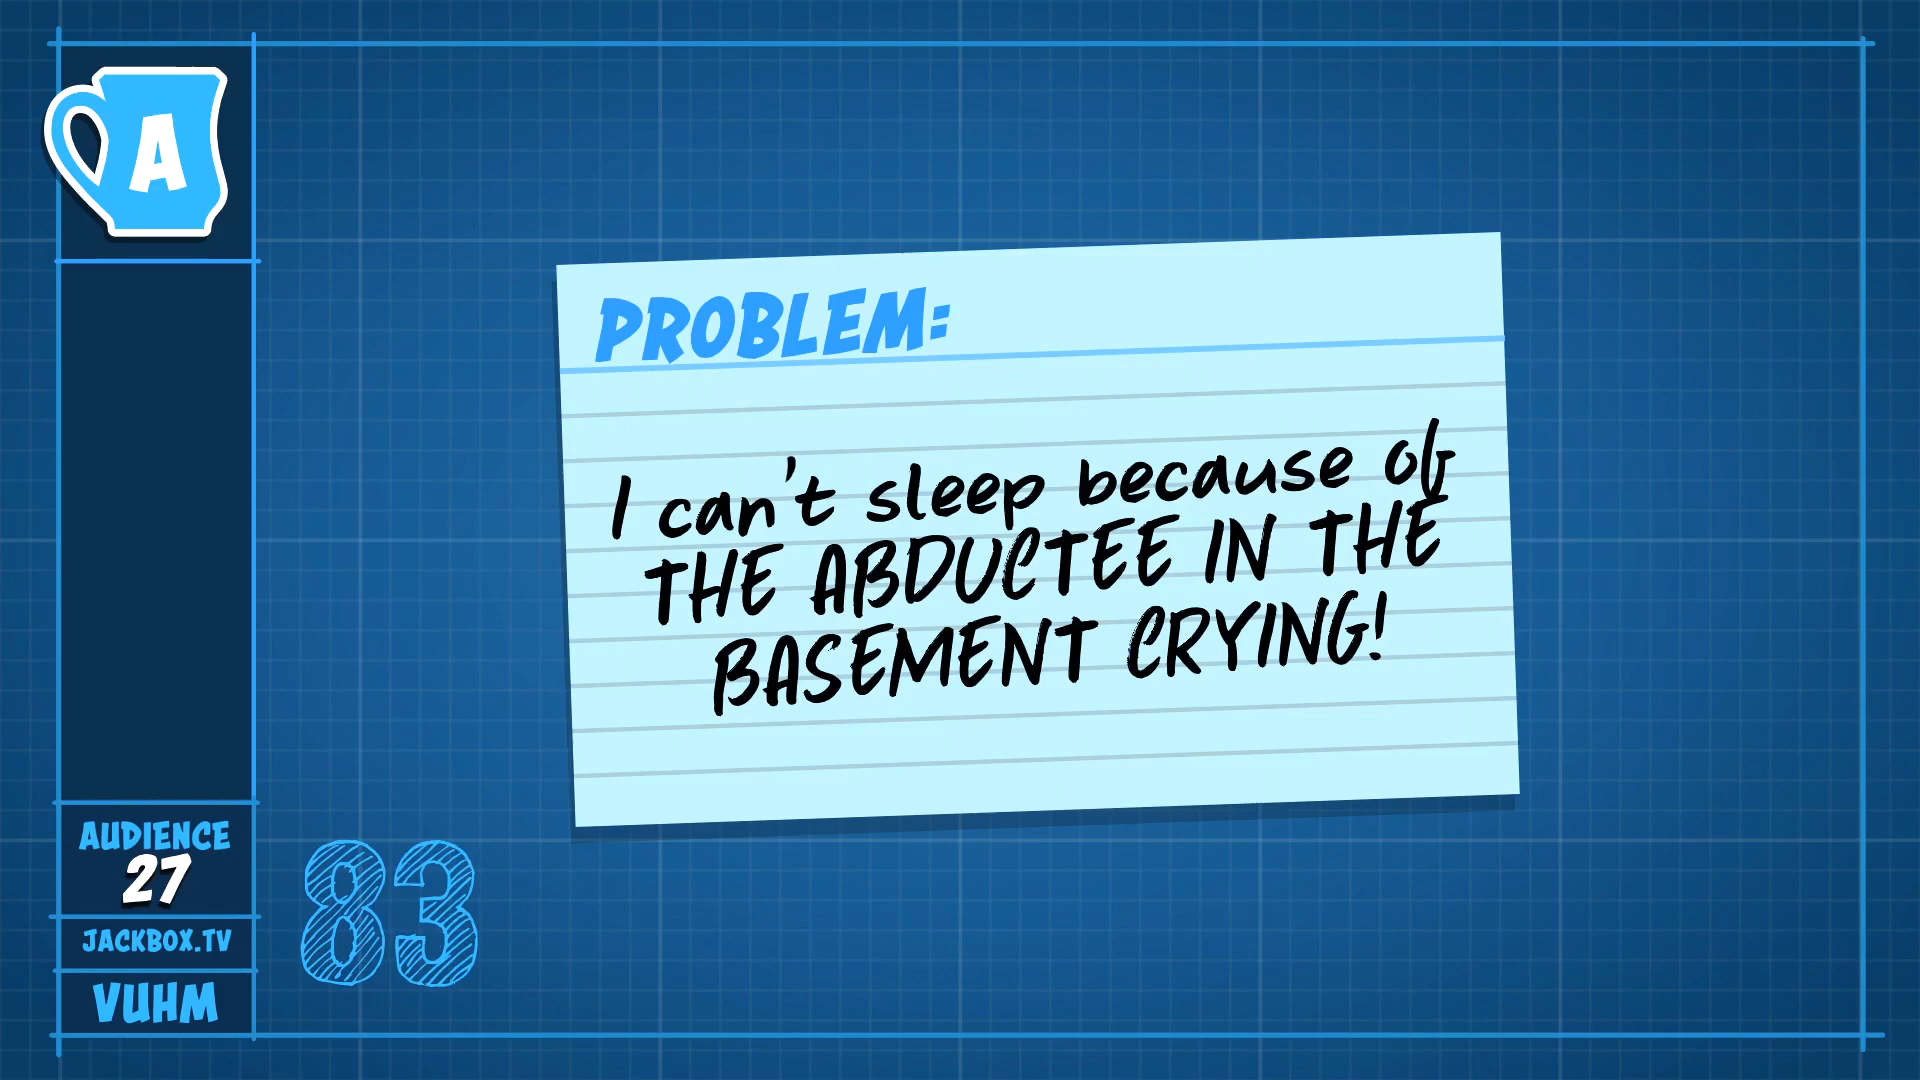 A
PROBLEM:
I can't sleep because of
THE ABDUCTEE IN THE
BASEMENT CRYING!
AUDIENCE
27
JACKBOX.TV
VUHM
83